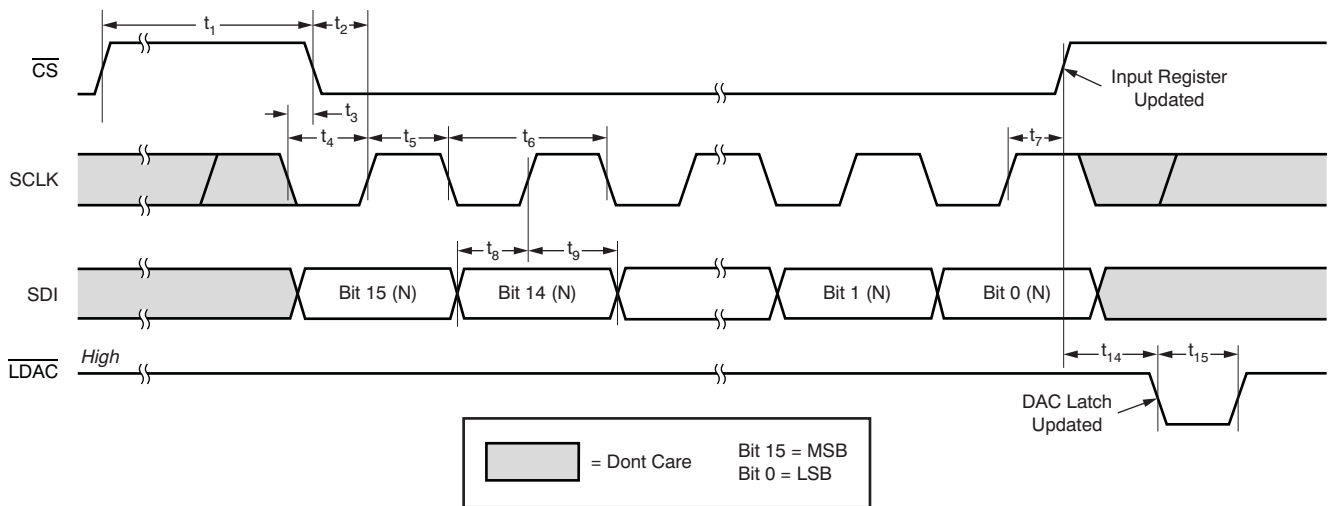 t1
t2
CS
Input Register
Updated
t3
t4
t5
t6
t7
SCLK
t8
t9
SDI
Bit 15 (N)
Bit 14 (N)
Bit 1 (N)
Bit 0 (N)
High
LDAC
t14
t15
DAC Latch
Updated
= Dont Care
Bit 15 = MSB
Bit 0 = LSB